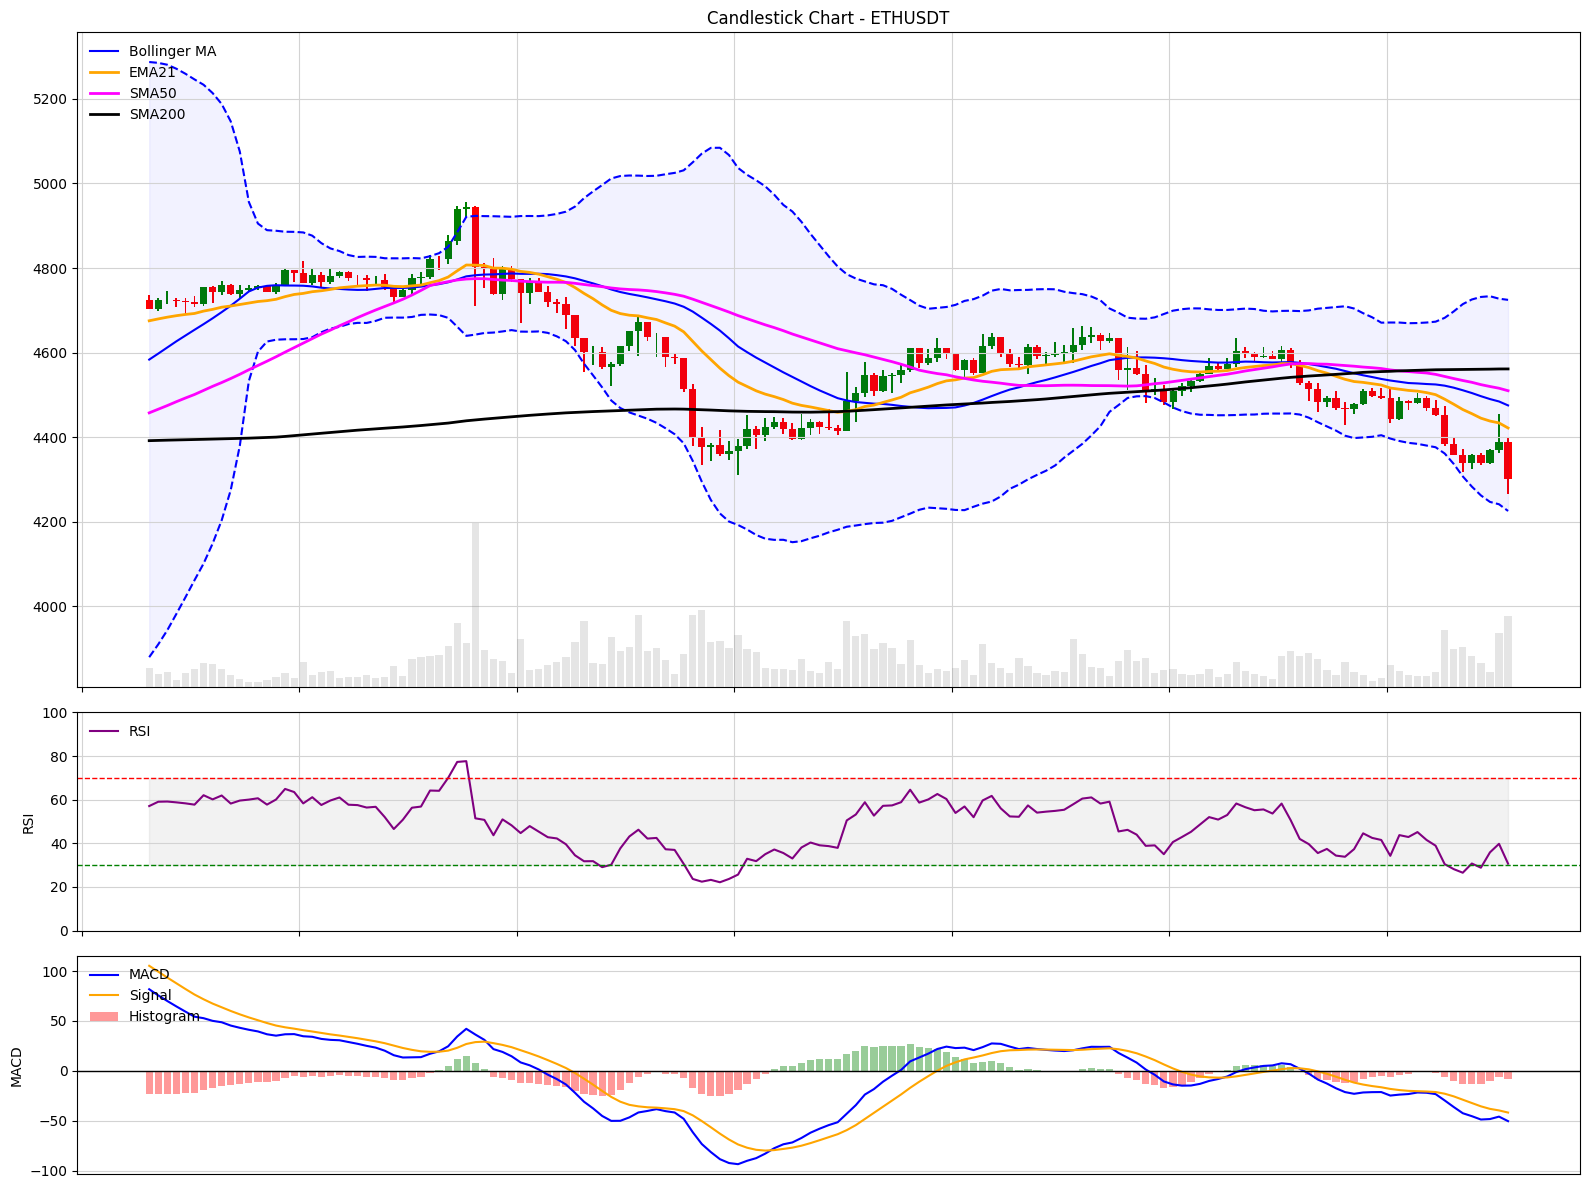 Candlestick Chart - ETHUSDT
Bollinger MA
EMA21
SMA50
SMA200
5200
5000
4800
4600
4400
4200
4000
RSI
100
80
60
40
20
0
RSI
MACD
Signal
Histogram
100
50
0
−50
−100
MACD